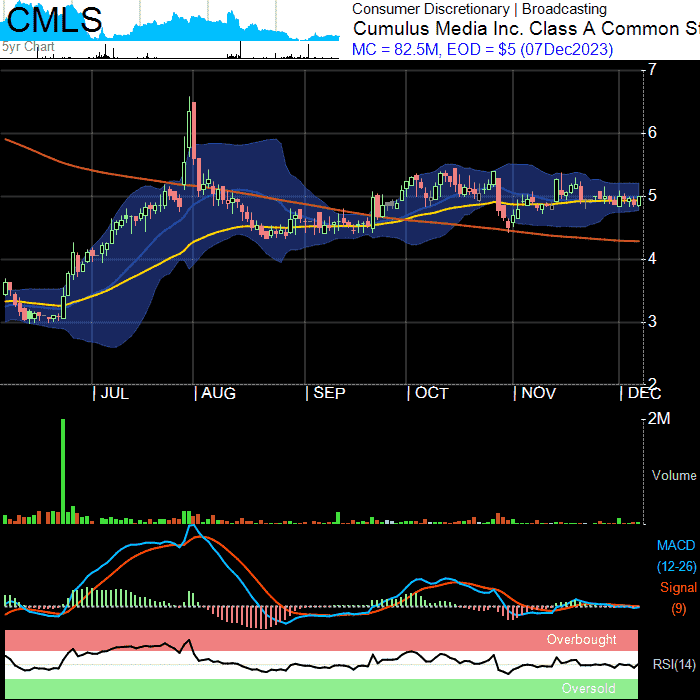 CMLS
5yr Chart
Consumer Discretionary | Broadcasting
Cumulus Media Inc. Class A Common St
MC = 82.5M, EOD = $5 (07Dec2023)
7
6
5
4
3
2
JUL
AUG
SEP
OCT
NOV
DEC
2M
Volume
MACD
(12-26)
Signal
(9)
Overbought
RSI(14)
Oversold